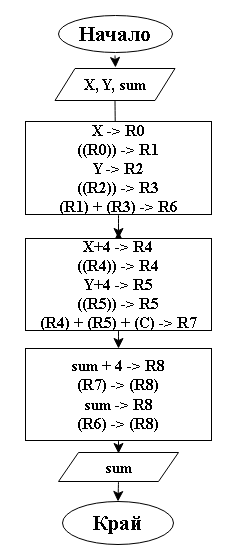 Начало
X, Y, sum
X -> R0
((R0)) -> R1
Y -> R2
((R2)) -> R3
(R1) + (R3) -> R6
X+4 -> R4
((R4)) -> R4
Y+4 -> R5
((R5)) -> R5
(R4) + (R5) + (C) -> R7
sum + 4 -> R8
(R7) -> (R8)
sum -> R8
(R6) -> (R8)
sum
Край